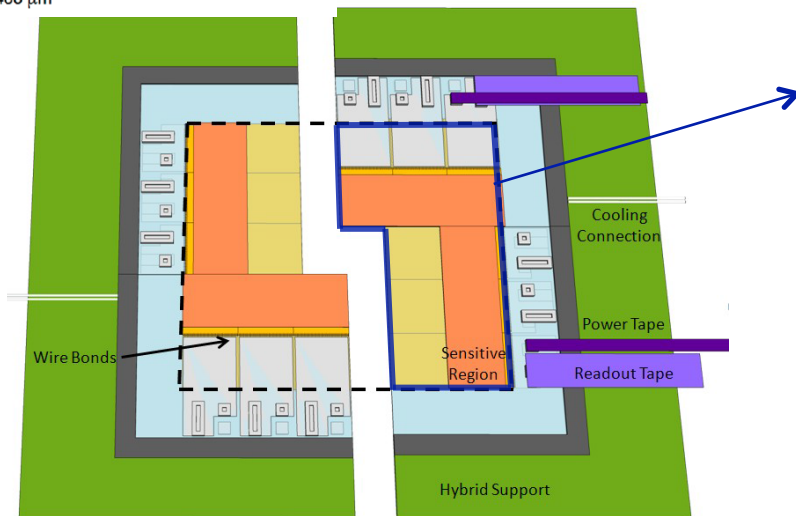 Cooling
Connection
Power Tape
Wire Bonds
Sensitive
Region
Readout Tape
Hybrid Support